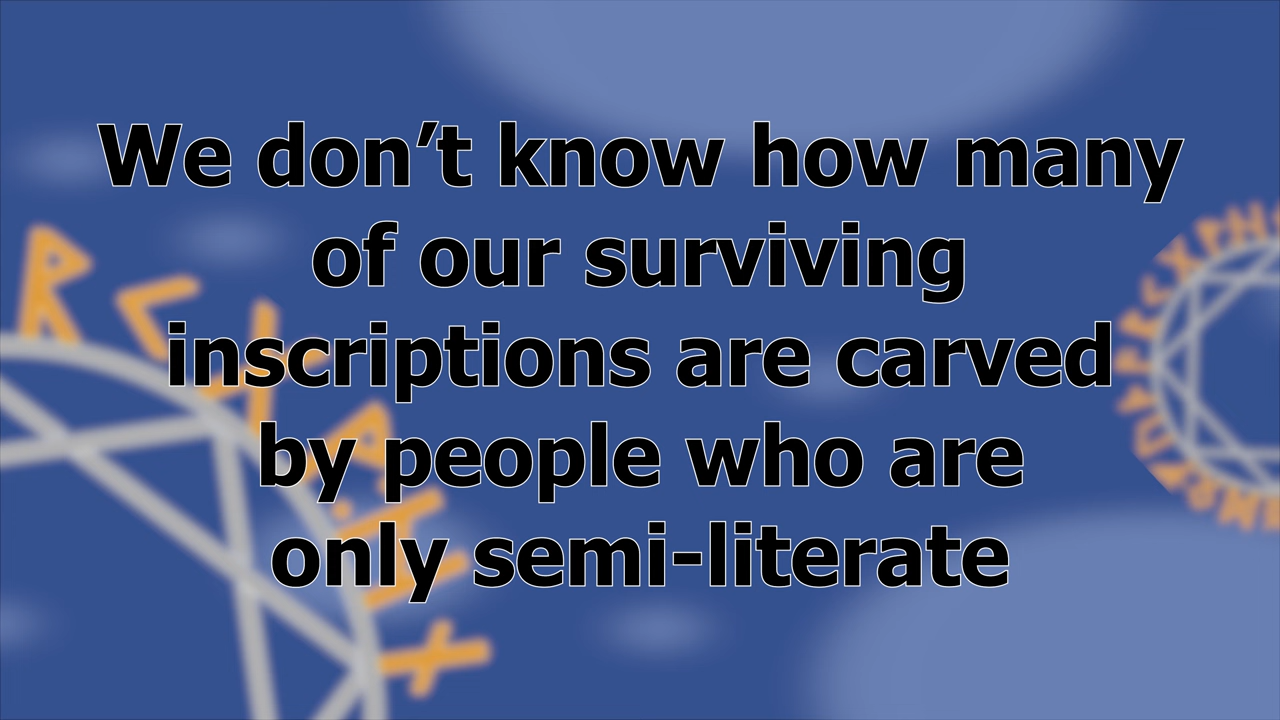 We don’t know how many
of our surviving
inscriptions are carved
by people who are
only semi-literate